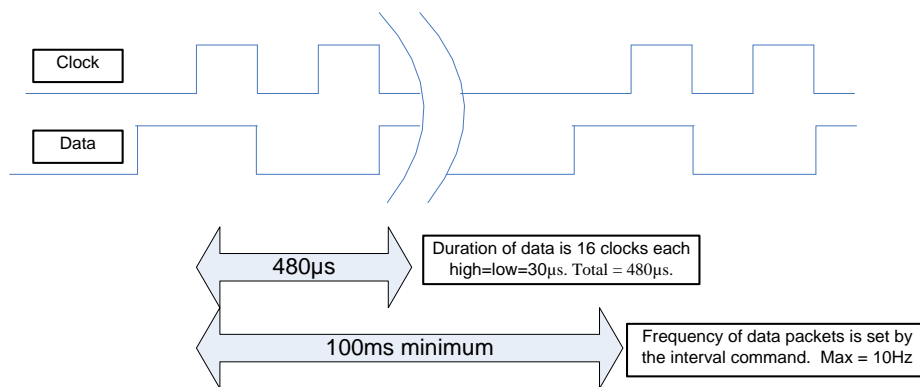 Clock
Data
480µs
Duration of data is 16 clocks each
high=low=30µs. Total = 480µs.
100ms minimum
Frequency of data packets is set by
the interval command. Max = 10Hz